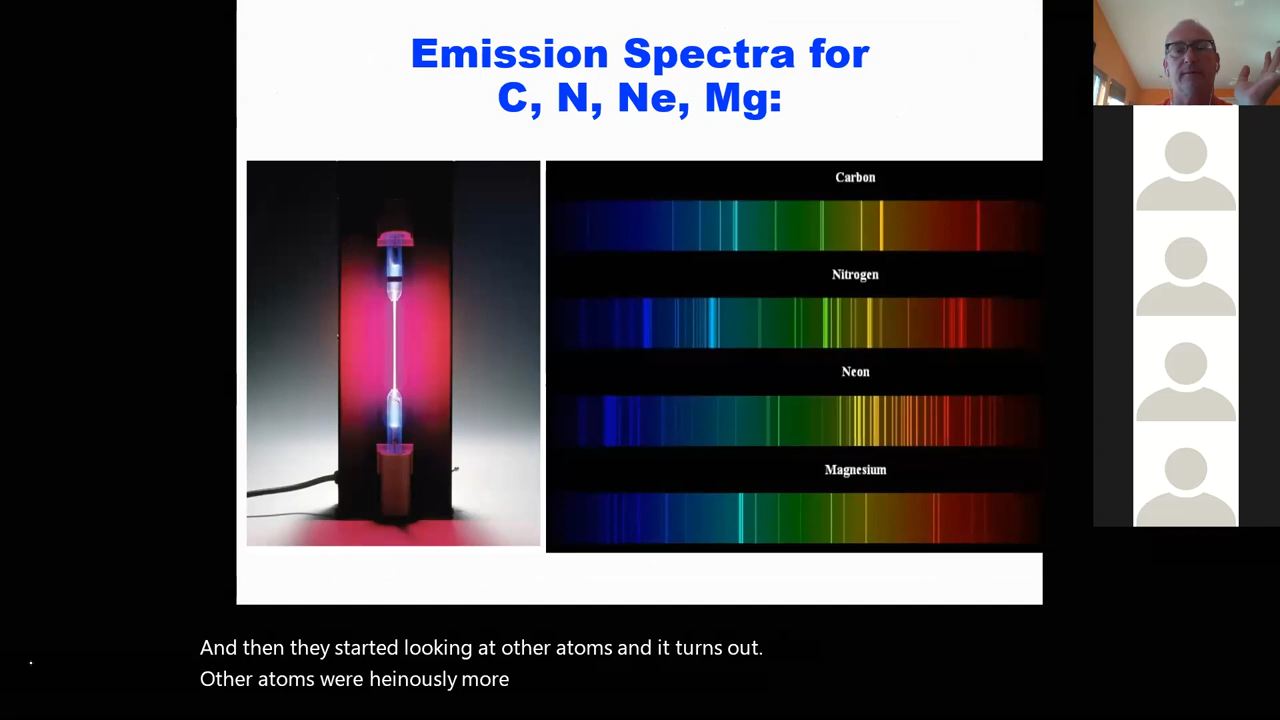 Emission Spectra for
C, N, Ne, Mg:
Carbon
Nitrogen
Neon
Magnesium
And then they started looking at other atoms and it turns out.
Other atoms were heinously more